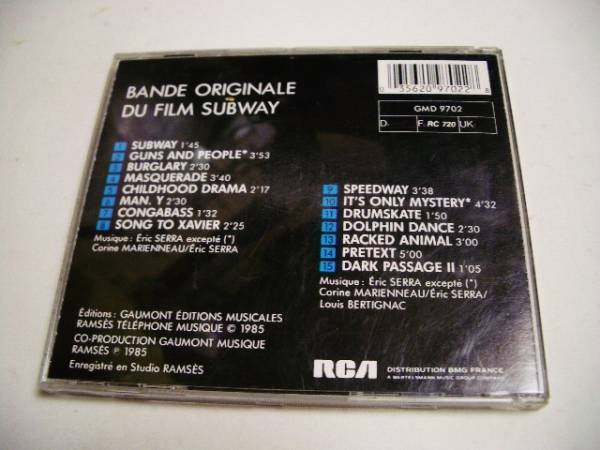 BANDE ORIGINALE
DU FILM SUBWAY
0 35620 97022 8
GMD 9702
D. F. RC 720 UK
1 SUBWAY 1'45
2 GUNS AND PEOPLE* 3'53
3 BURGLARY 2'30
4 MASQUERADE 3'40
5 CHILDHOOD DRAMA 2'17
6 MAN. Y 2'30
7 CONGABASS 1'32
8 SONG TO XAVIER 2'25
Musique : Éric SERRA excepté (*)
Corine MARIENNEAU/Éric SERRA
9 SPEEDWAY 3'38
10 IT'S ONLY MYSTERY* 4'32
11 DRUMSKATE 1'50
12 DOLPHIN DANCE 2'30
13 RACKED ANIMAL 3'00
14 PRETEXT 5'00
15 DARK PASSAGE II 1'05
Musique : Éric SERRA excepté (*)
Corine MARIENNEAU/Éric SERRA/
Louis BERTIGNAC
Éditions : GAUMONT ÉDITIONS MUSICALES
RAMSÈS TÉLÉPHONE MUSIQUE © 1985
CO-PRODUCTION GAUMONT MUSIQUE
RAMSÈS ℗ 1985
Enregistré en Studio RAMSÈS
RCA
DISTRIBUTION BMG FRANCE
A BERTELSMANN MUSIC GROUP COMPANY